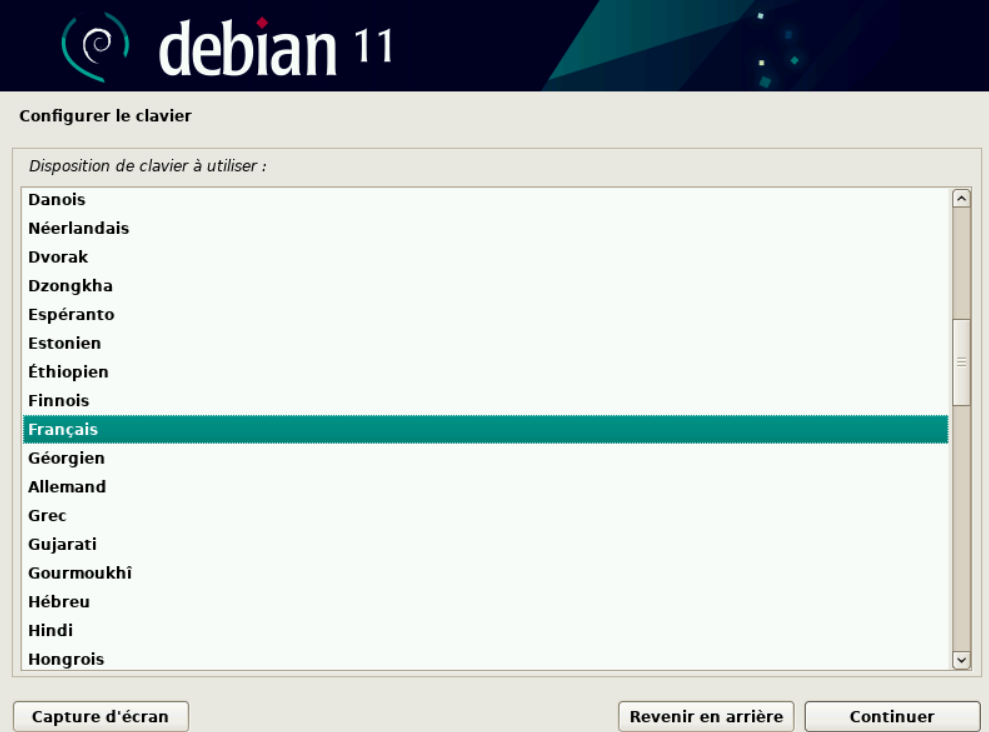 debian 11
Configurer le clavier
Disposition de clavier à utiliser :
Danois
Néerlandais
Dvorak
Dzongkha
Espéranto
Estonien
Éthiopien
Finnois
Français
Géorgien
Allemand
Grec
Gujarati
Gourmoukhî
Hébreu
Hindi
Hongrois
Capture d'écran
Revenir en arrière
Continuer